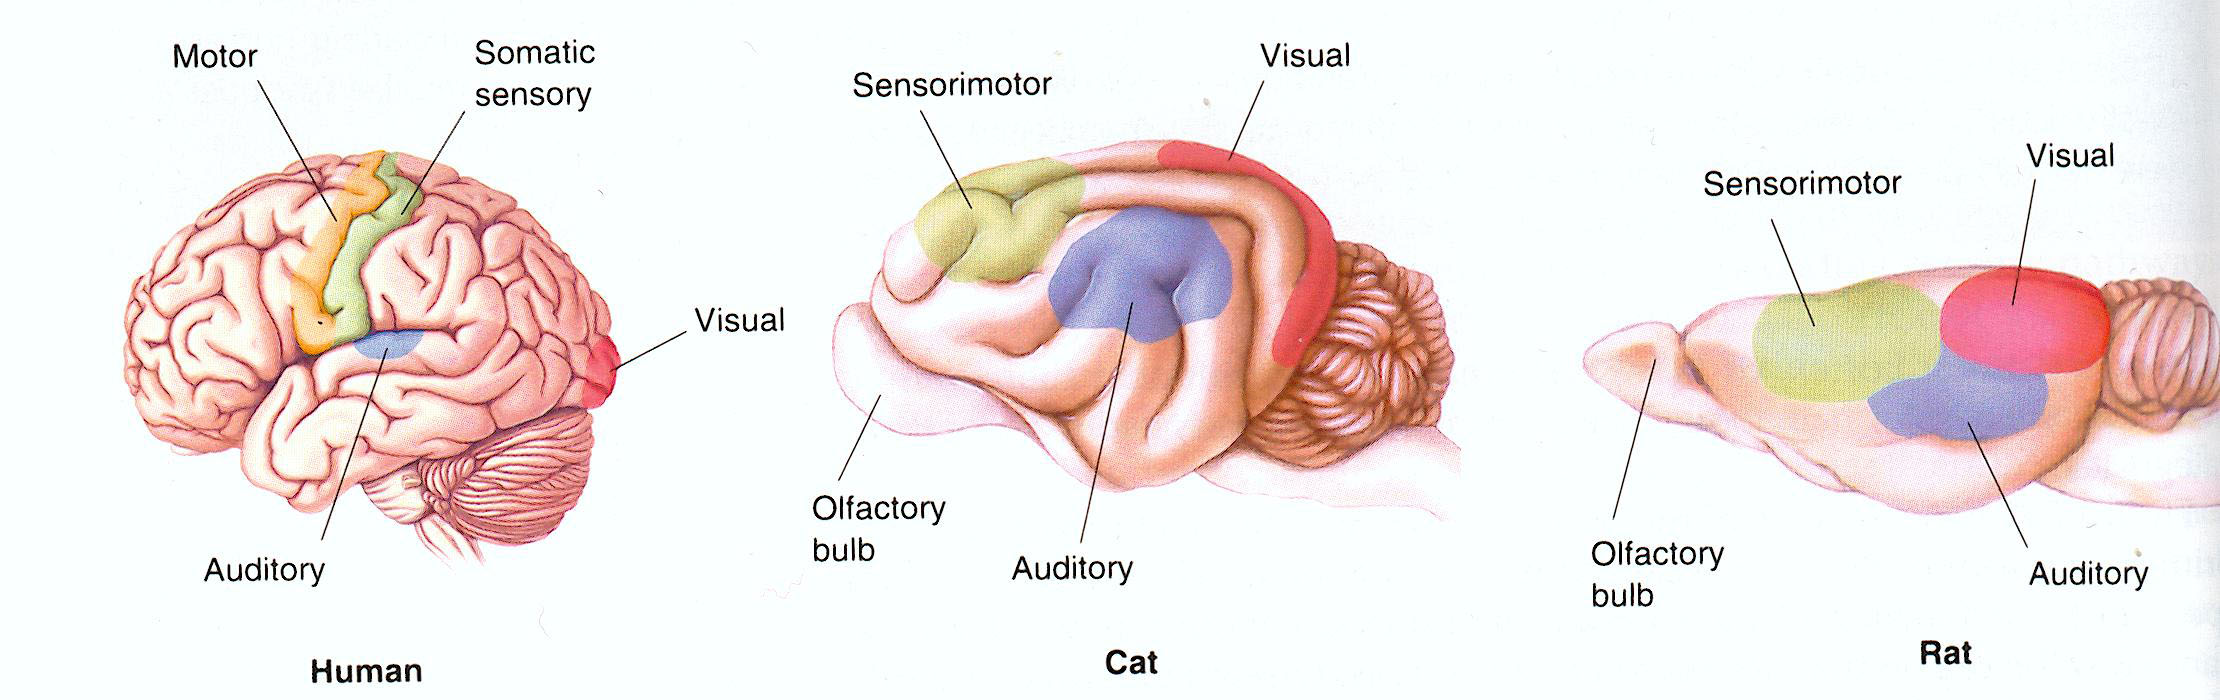 Motor
Somatic
sensory
Visual
Auditory
Human
Sensorimotor
Visual
Olfactory
bulb
Auditory
Cat
Sensorimotor
Visual
Olfactory
bulb
Auditory
Rat